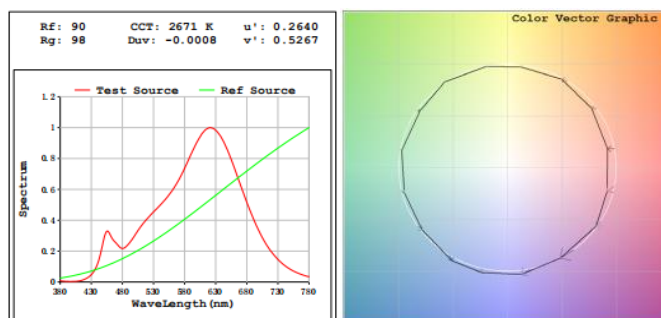 Rf: 90 CCT: 2671 K u': 0.2640
Rg: 98 Duv: -0.0008 v': 0.5267
Color Vector Graphic
Test Source Ref Source
1.2
1
0.8
0.6
0.4
0.2
0
Spectrum
380 430 480 530 580 630 680 730 780
WaveLength(nm)